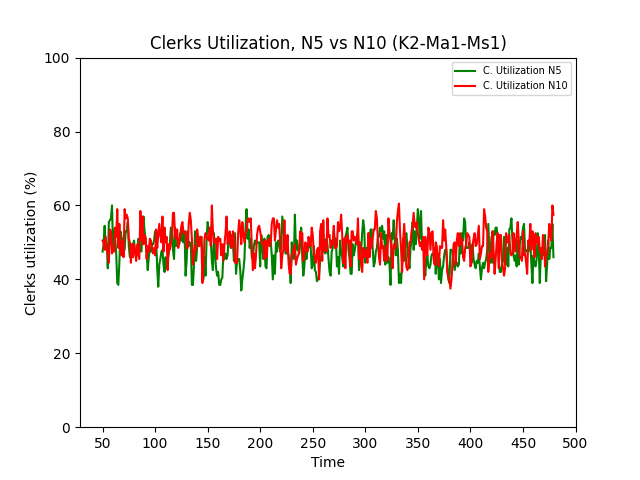 Clerks Utilization, N5 vs N10 (K2-Ma1-Ms1)
C. Utilization N5
C. Utilization N10
100
80
60
40
20
0
Clerks utilization (%)
50 100 150 200 250 300 350 400 450 500
Time